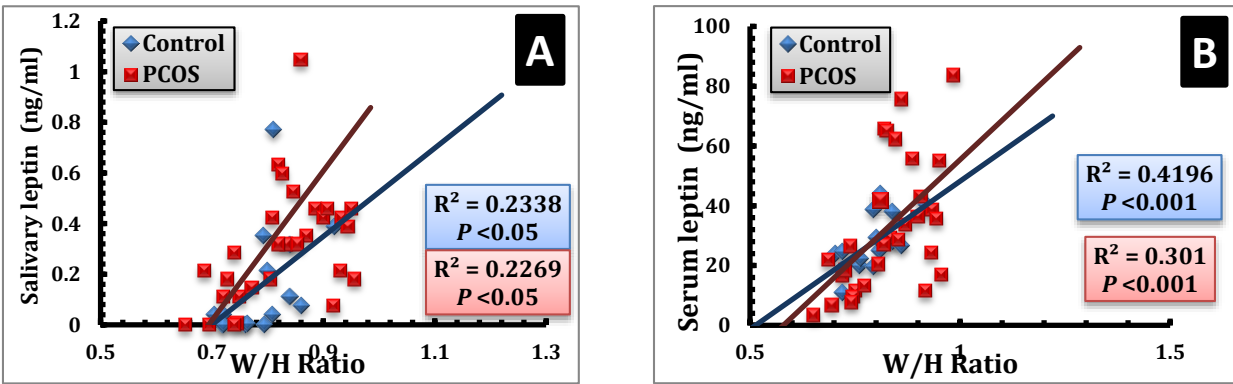 A
Control
PCOS
Salivary leptin (ng/ml)
1.2
1
0.8
0.6
0.4
0.2
0
R² = 0.2338
P <0.05
R² = 0.2269
P <0.05
0.5
0.7
0.9
1.1
1.3
W/H Ratio
B
Control
PCOS
Serum leptin (ng/ml)
100
80
60
40
20
0
R² = 0.4196
P <0.001
R² = 0.301
P <0.001
0.5
1
1.5
W/H Ratio